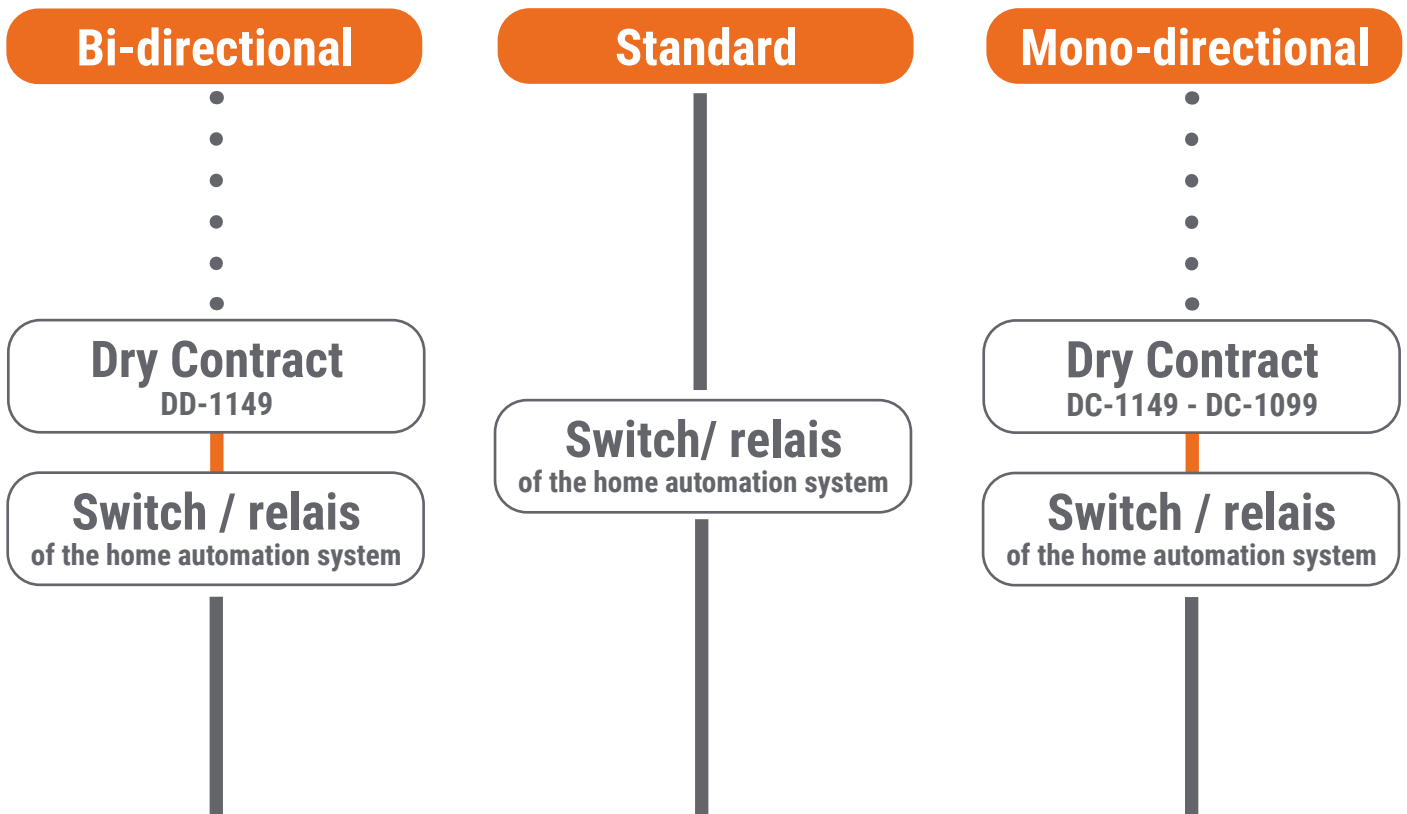 Bi-directional
Standard
Mono-directional
Dry Contract
DD-1149
Switch / relais
of the home automation system
Switch/ relais
of the home automation system
Dry Contract
DC-1149 - DC-1099
Switch / relais
of the home automation system